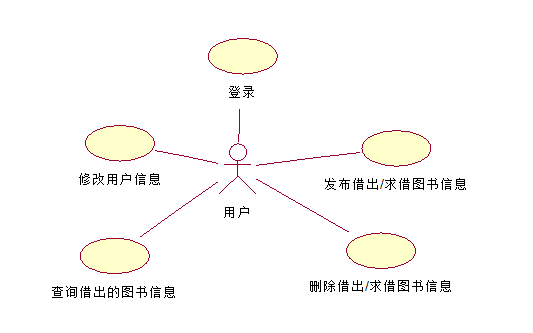 登录
修改用户信息
发布借出/求借图书信息
用户
查询借出的图书信息
删除借出/求借图书信息